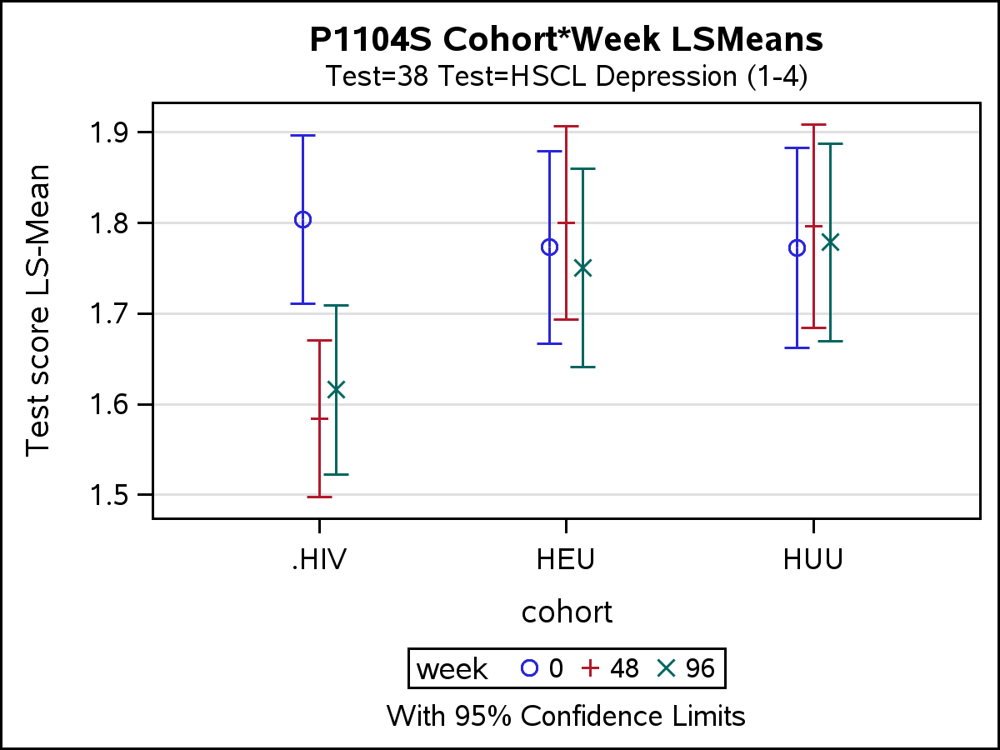 P1104S Cohort*Week LSMeans
Test=38 Test=HSCL Depression (1-4)
Test score LS-Mean
1.9
1.8
1.7
1.6
1.5
.HIV HEU HUU
cohort
week 0 48 96
With 95% Confidence Limits